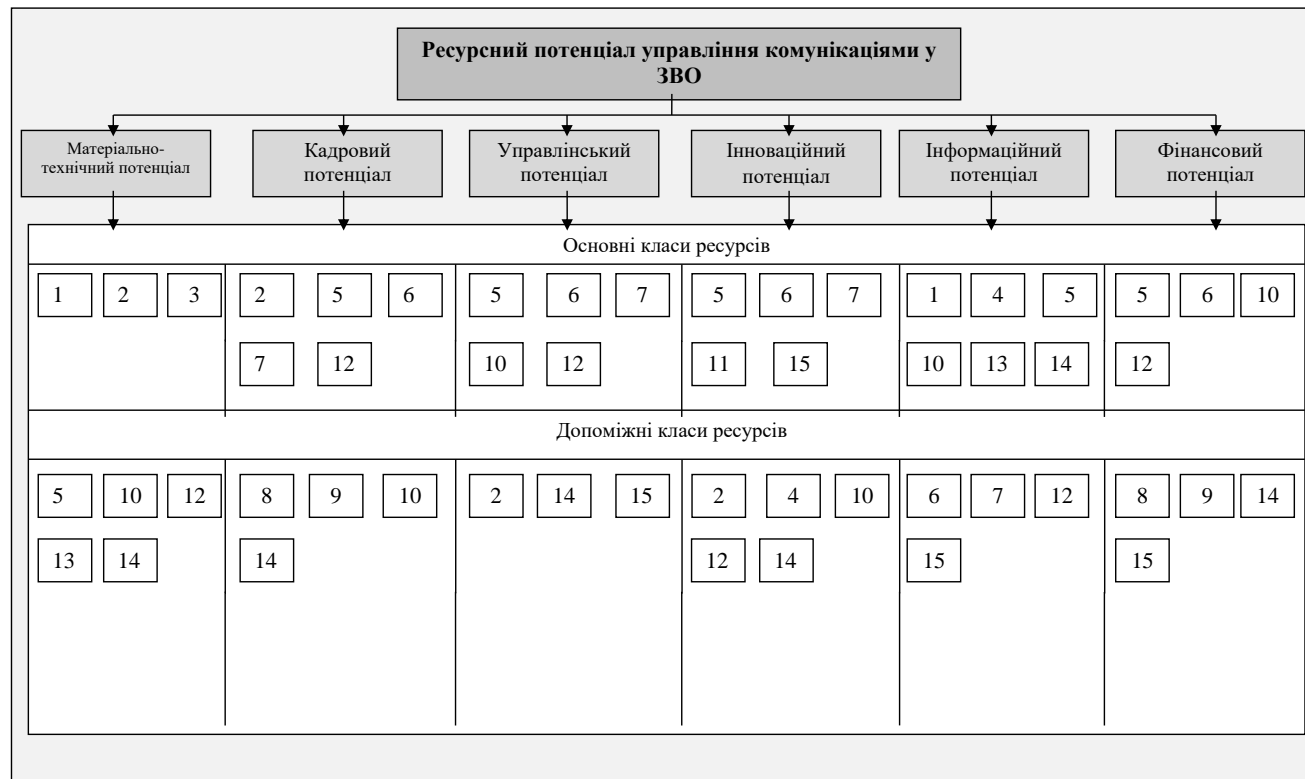 Ресурсний потенціал управління комунікаціями у
ЗВО
Матеріально-
технічний потенціал
Кадровий
потенціал
Управлінський
потенціал
Інноваційний
потенціал
Інформаційний
потенціал
Фінансовий
потенціал
Основні класи ресурсів
1 2 3 2 5 6 5 6 7 5 6 7 1 4 5 5 6 10
7 12 10 12 11 15 10 13 14 12
Допоміжні класи ресурсів
5 10 12 8 9 10 2 14 15 2 4 10 6 7 12 8 9 14
13 14 14 12 14 15 15